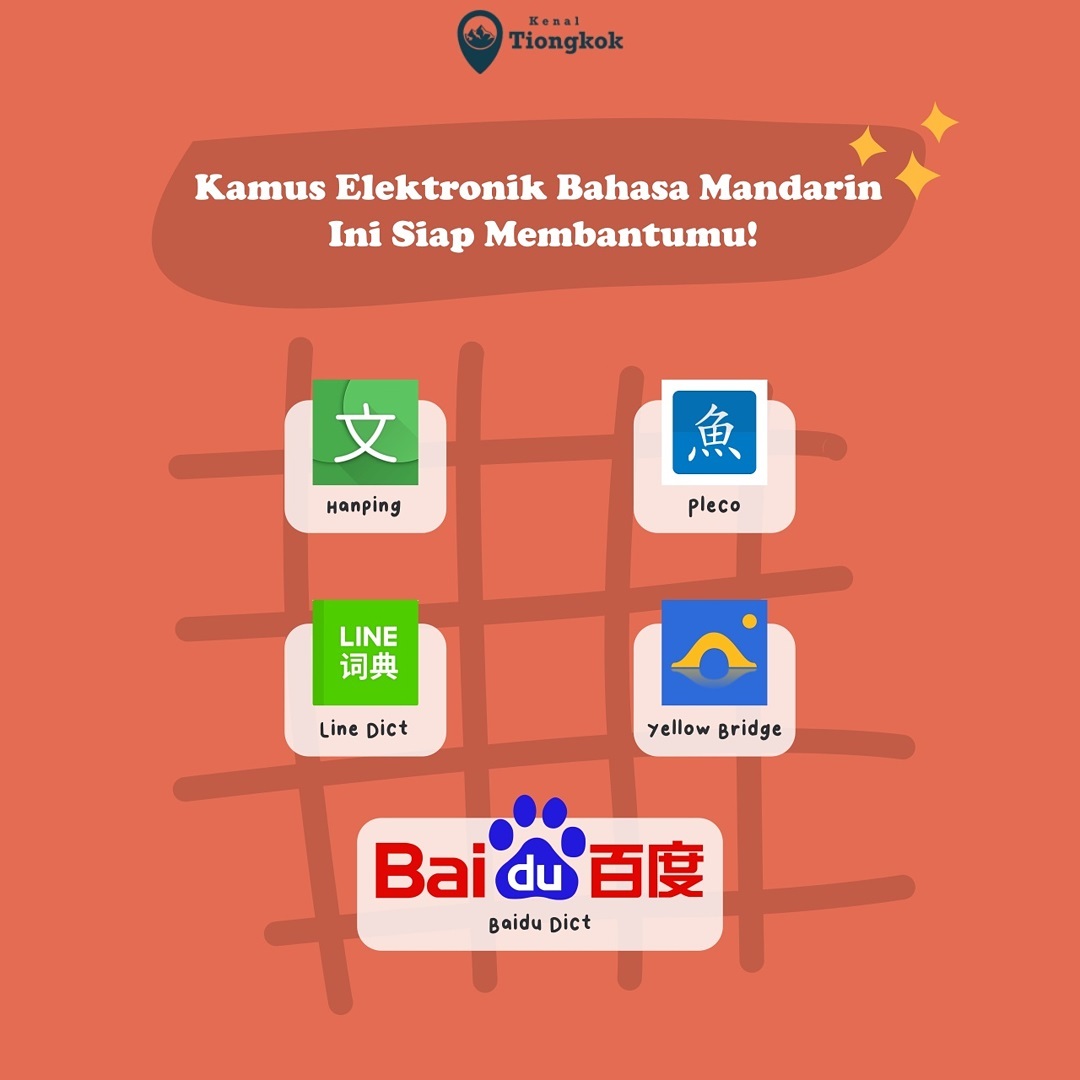 Kenal
Tiongkok
Kamus Elektronik Bahasa Mandarin
Ini Siap Membantumu!
文
Hanping
魚
Pleco
LINE
词典
Line Dict
Yellow Bridge
Baidu百度
Baidu Dict